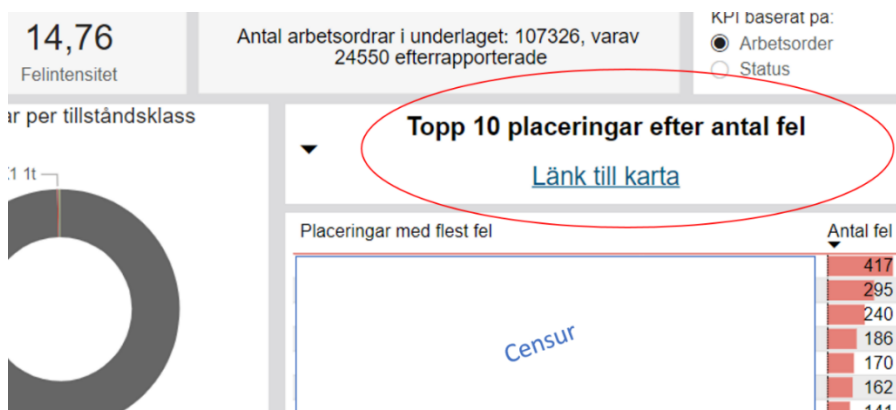 14,76
Felintensitet
Antal arbetsordrar i underlaget: 107326, varav
24550 efterrapporterade
KPI baserat på:
Arbetsorder
Status
ar per tillståndsklass
1t
Topp 10 placeringar efter antal fel
Länk till karta
Placeringar med flest fel
Antal fel
417
295
240
186
170
162
Censur